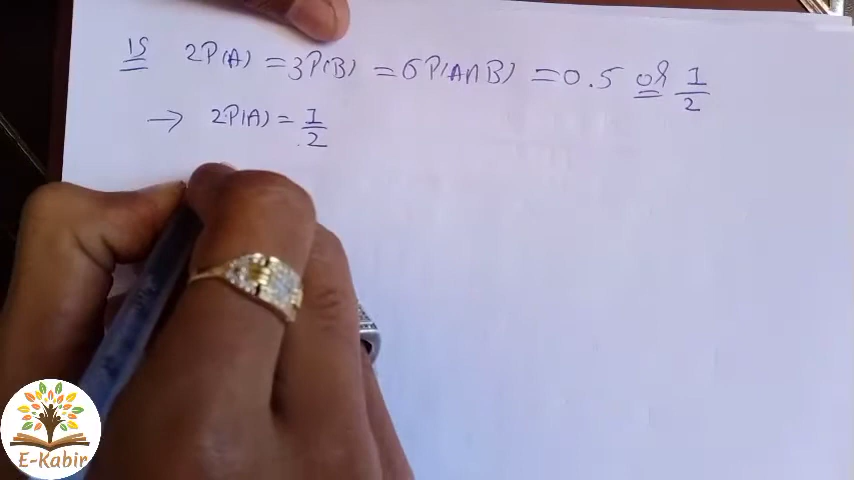 is 2P(A) = 3P(B) = 6P(A∩B) = 0.5 or 1/2
→ 2P(A) = 1/2
E-Kabir